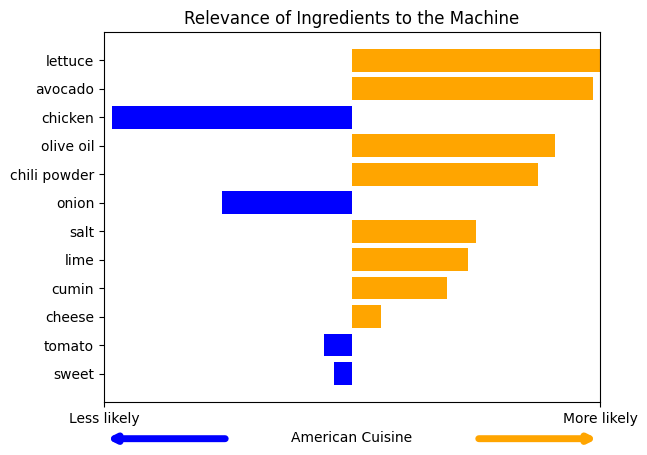 Relevance of Ingredients to the Machine
lettuce
avocado
chicken
olive oil
chili powder
onion
salt
lime
cumin
cheese
tomato
sweet
Less likely
More likely
American Cuisine